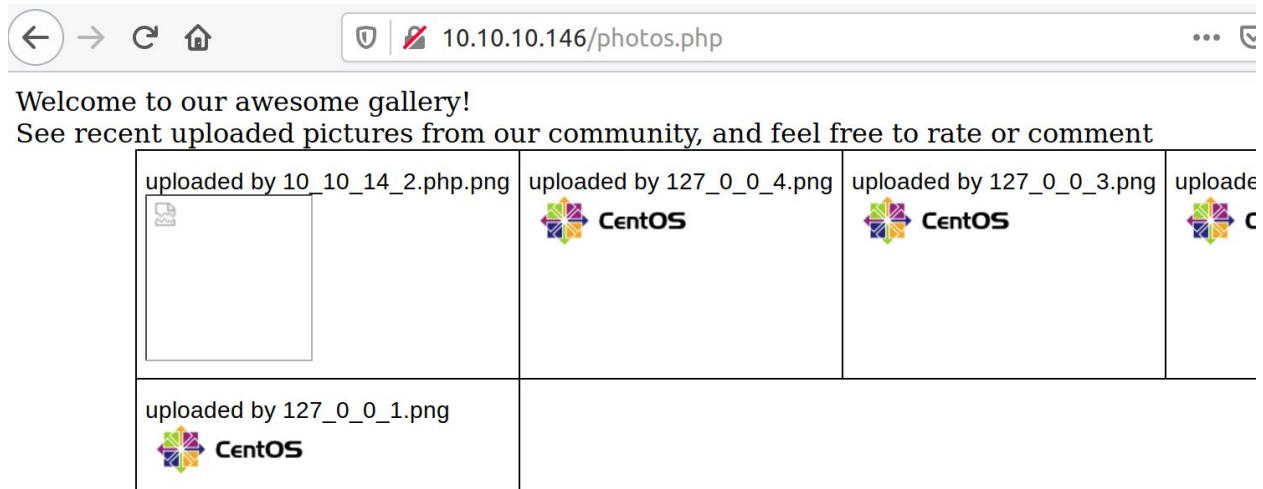 10.10.10.146/photos.php
Welcome to our awesome gallery!
See recent uploaded pictures from our community, and feel free to rate or comment
uploaded by 10_10_14_2.php.png uploaded by 127_0_0_4.png uploaded by 127_0_0_3.png uploade
CentOS CentOS C
uploaded by 127_0_0_1.png
CentOS